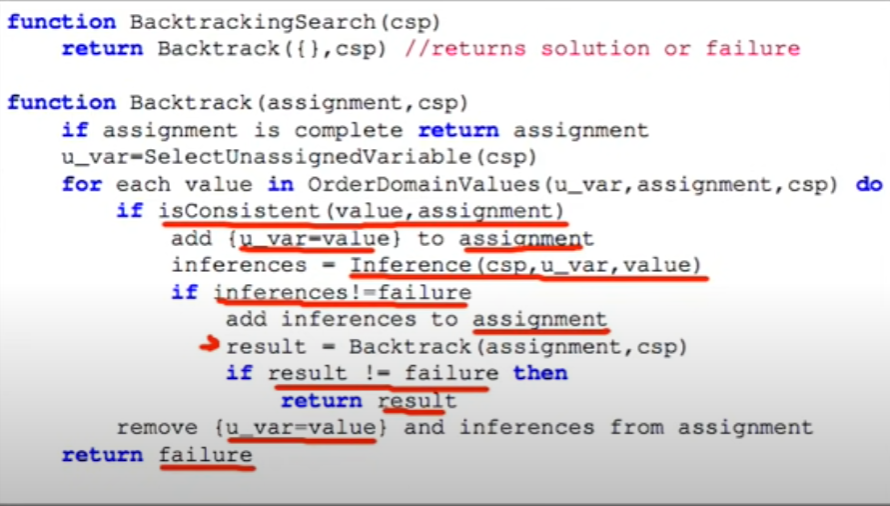 function BacktrackingSearch(csp)
    return Backtrack({},csp) //returns solution or failure

function Backtrack(assignment,csp)
    if assignment is complete return assignment
    u_var=SelectUnassignedVariable(csp)
    for each value in OrderDomainValues(u_var,assignment,csp) do
        if isConsistent(value,assignment)
            add {u_var=value} to assignment
            inferences = Inference(csp,u_var,value)
            if inferences!=failure
                add inferences to assignment
                result = Backtrack(assignment,csp)
                if result != failure then
                    return result
        remove {u_var=value} and inferences from assignment
    return failure